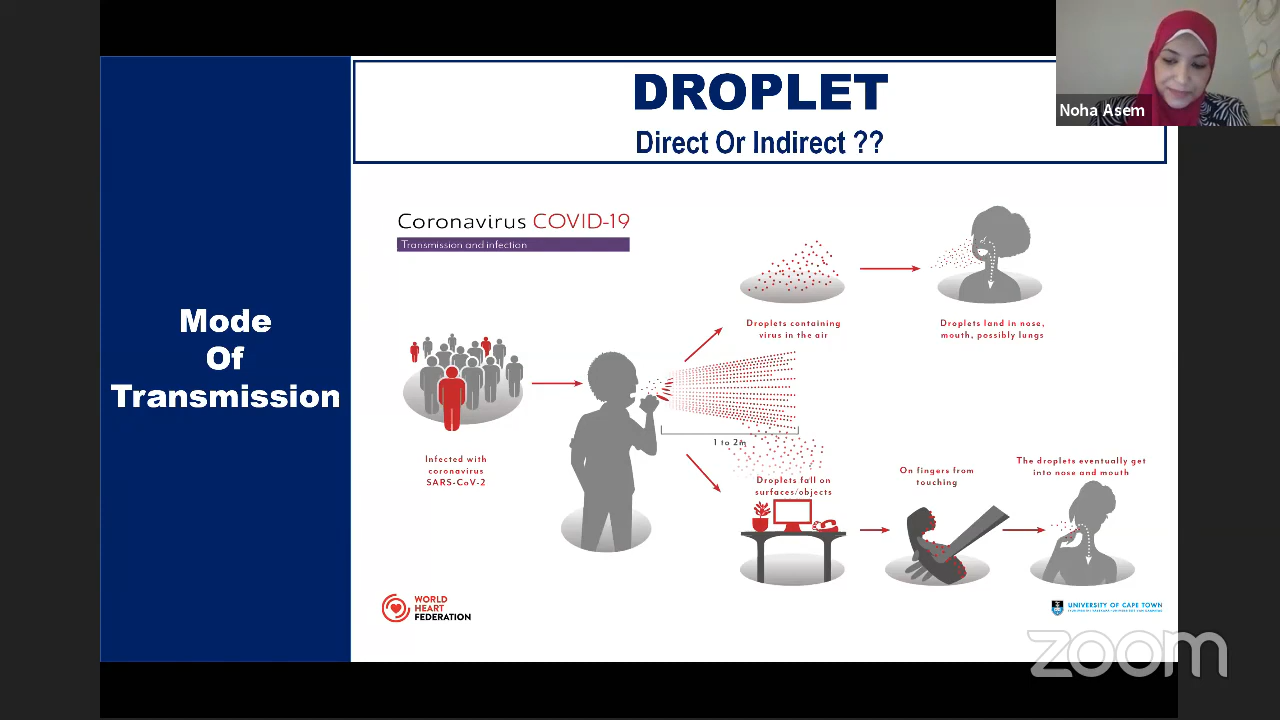 DROPLET
Direct Or Indirect ??
Noha Asem
Mode
Of
Transmission
Coronavirus COVID-19
Transmission and infection
Infected with
coronavirus
SARS-CoV-2
Droplets containing
virus in the air
Droplets land in nose,
mouth, possibly lungs
1 to 2m
Droplets fall on
surfaces/objects
On fingers from
touching
The droplets eventually get
into nose and mouth
WORLD
HEART
FEDERATION
UNIVERSITY OF CAPE TOWN
zoom